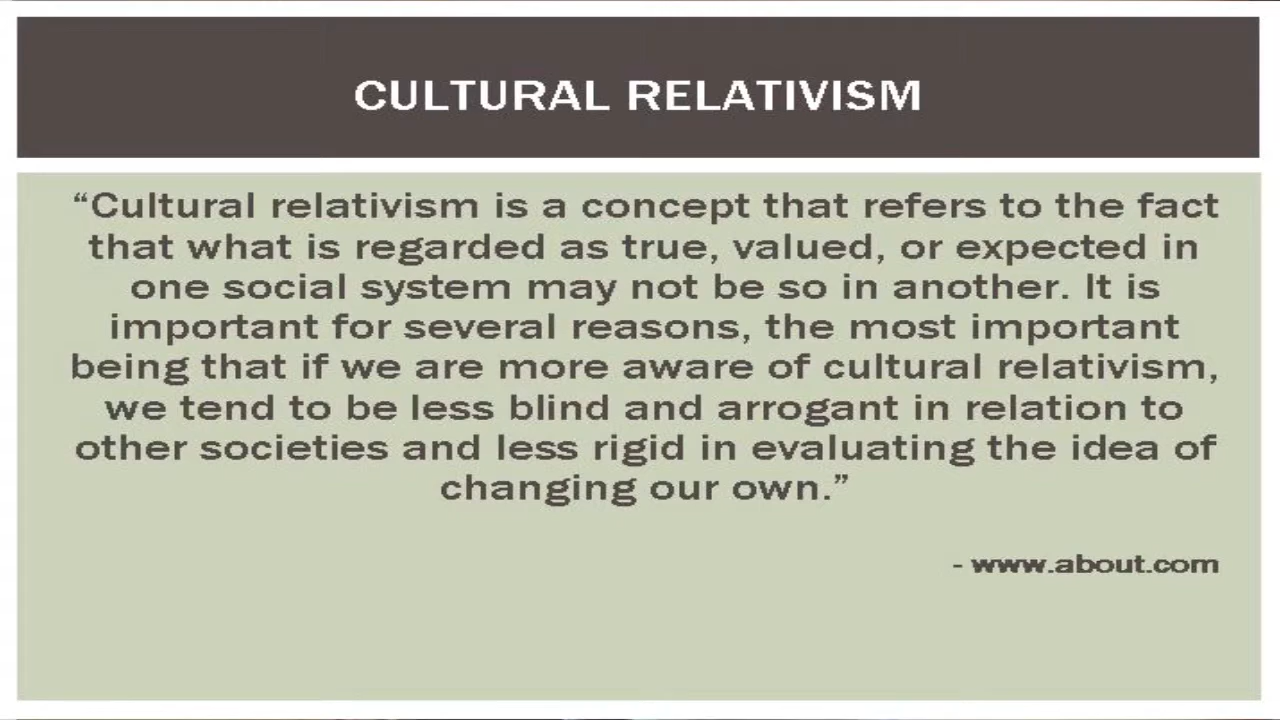 CULTURAL RELATIVISM
“Cultural relativism is a concept that refers to the fact
that what is regarded as true, valued, or expected in
one social system may not be so in another. It is
important for several reasons, the most important
being that if we are more aware of cultural relativism,
we tend to be less blind and arrogant in relation to
other societies and less rigid in evaluating the idea of
changing our own.”
- www.about.com